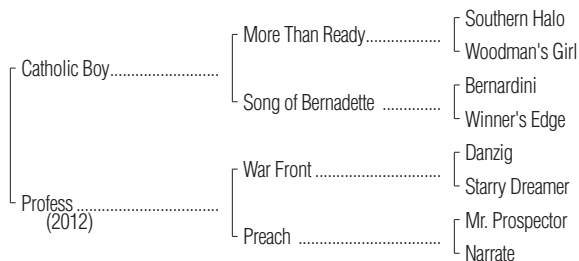 Southern Halo
More Than Ready....................
Woodman's Girl
Catholic Boy.............................
Bernardini
Song of Bernadette ...............
Winner's Edge
Danzig
War Front ................................
Starry Dreamer
Profess ......................................
(2012)
Mr. Prospector
Preach .....................................
Narrate